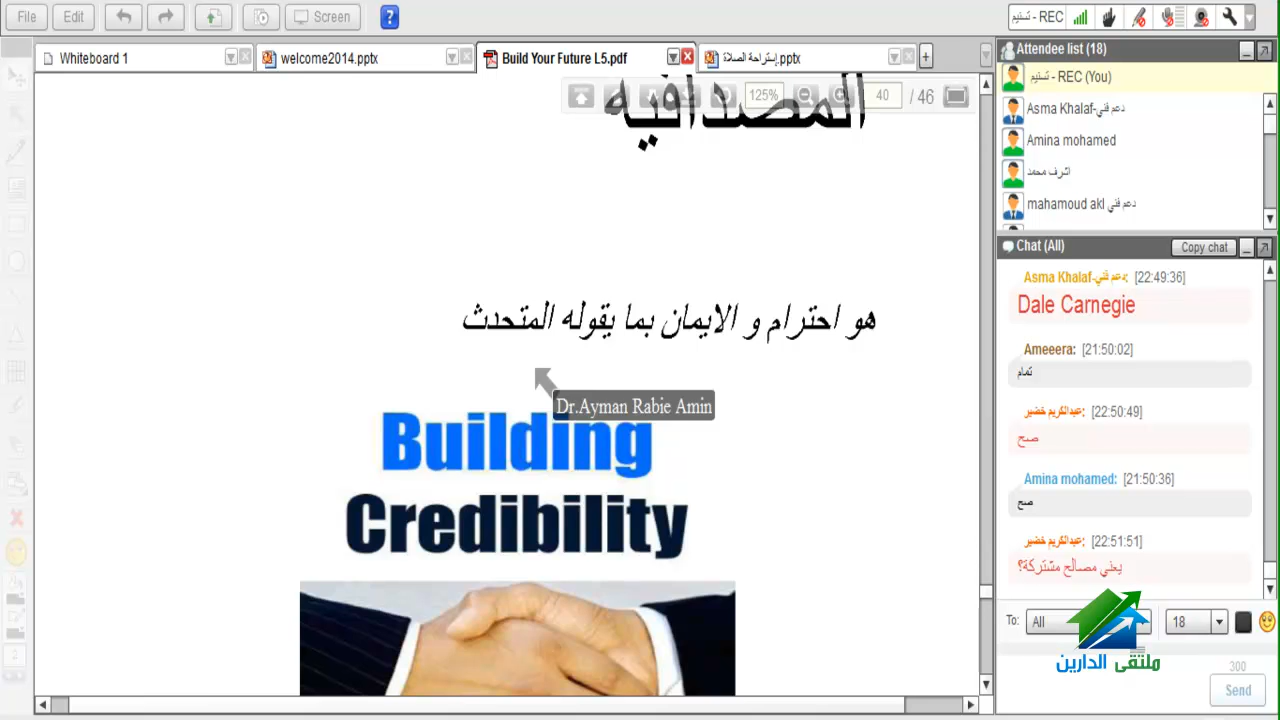 File
Edit
Screen
?
تسنيم - REC
Whiteboard 1
welcome2014.pptx
Build Your Future L5.pdf
إستراحة الصلاة.pptx
+
Attendee list (18)
تسنيم - REC (You)
Asma Khalaf-دعم فني
Amina mohamed
اشرف محمد
mahamoud akl دعم فني
125%
40 / 46
المصداقيه
هو احترام و الايمان بما يقوله المتحدث
Dr.Ayman Rabie Amin
Building
Credibility
Chat (All)
Copy chat
Asma Khalaf-دعم فني: [22:49:36]
Dale Carnegie
Ameeera: [21:50:02]
تمام
عبدالكريم خضير: [22:50:49]
صح
Amina mohamed: [21:50:36]
صح
عبدالكريم خضير: [22:51:51]
يعني مصالح مشتركة؟
To: All
18
ملتقى الدارين
300
Send
2